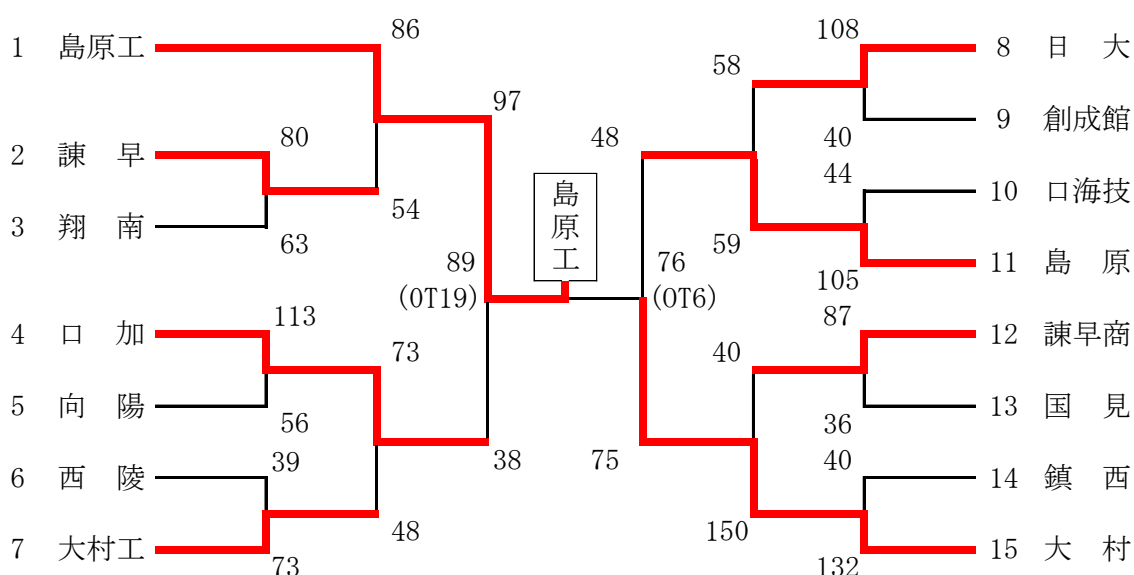 86
1 島原工
97
80
2 諫 早
54
3 翔 南
63
89
(OT19)
113
4 口 加
73
5 向 陽
56
39
6 西 陵
38
48
7 大村工
73
島原工
108
8 日 大
58
9 創成館
40
48
44
10 口海技
59
11 島 原
105
76
(OT6)
87
12 諫早商
40
13 国 見
36
75
40
14 鎮 西
150
15 大 村
132